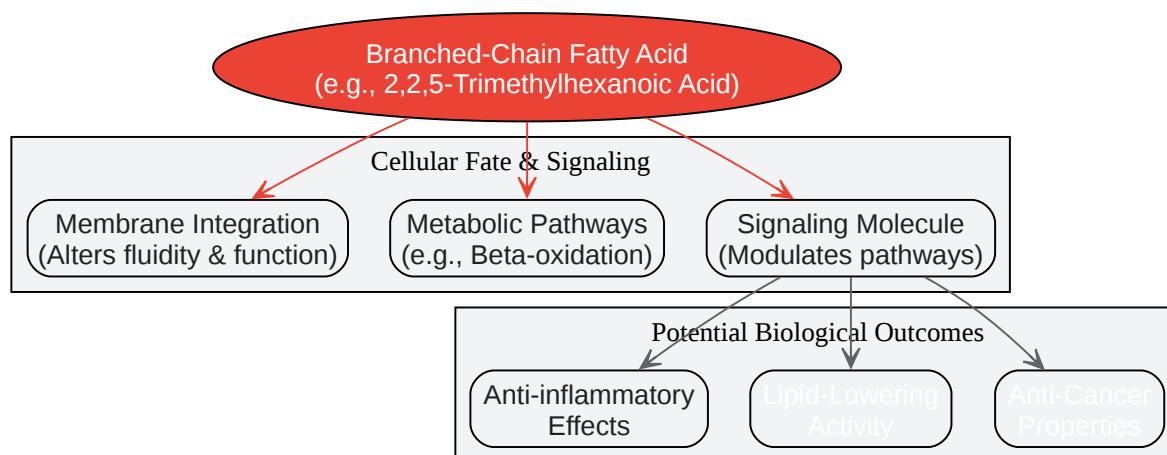 Branched-Chain Fatty Acid
(e.g., 2,2,5-Trimethylhexanoic Acid)
Cellular Fate & Signaling
Membrane Integration
(Alters fluidity & function)
Metabolic Pathways
(e.g., Beta-oxidation)
Signaling Molecule
(Modulates pathways)
Potential Biological Outcomes
Anti-inflammatory
Effects
Lipid-Lowering
Activity
Anti-Cancer
Properties